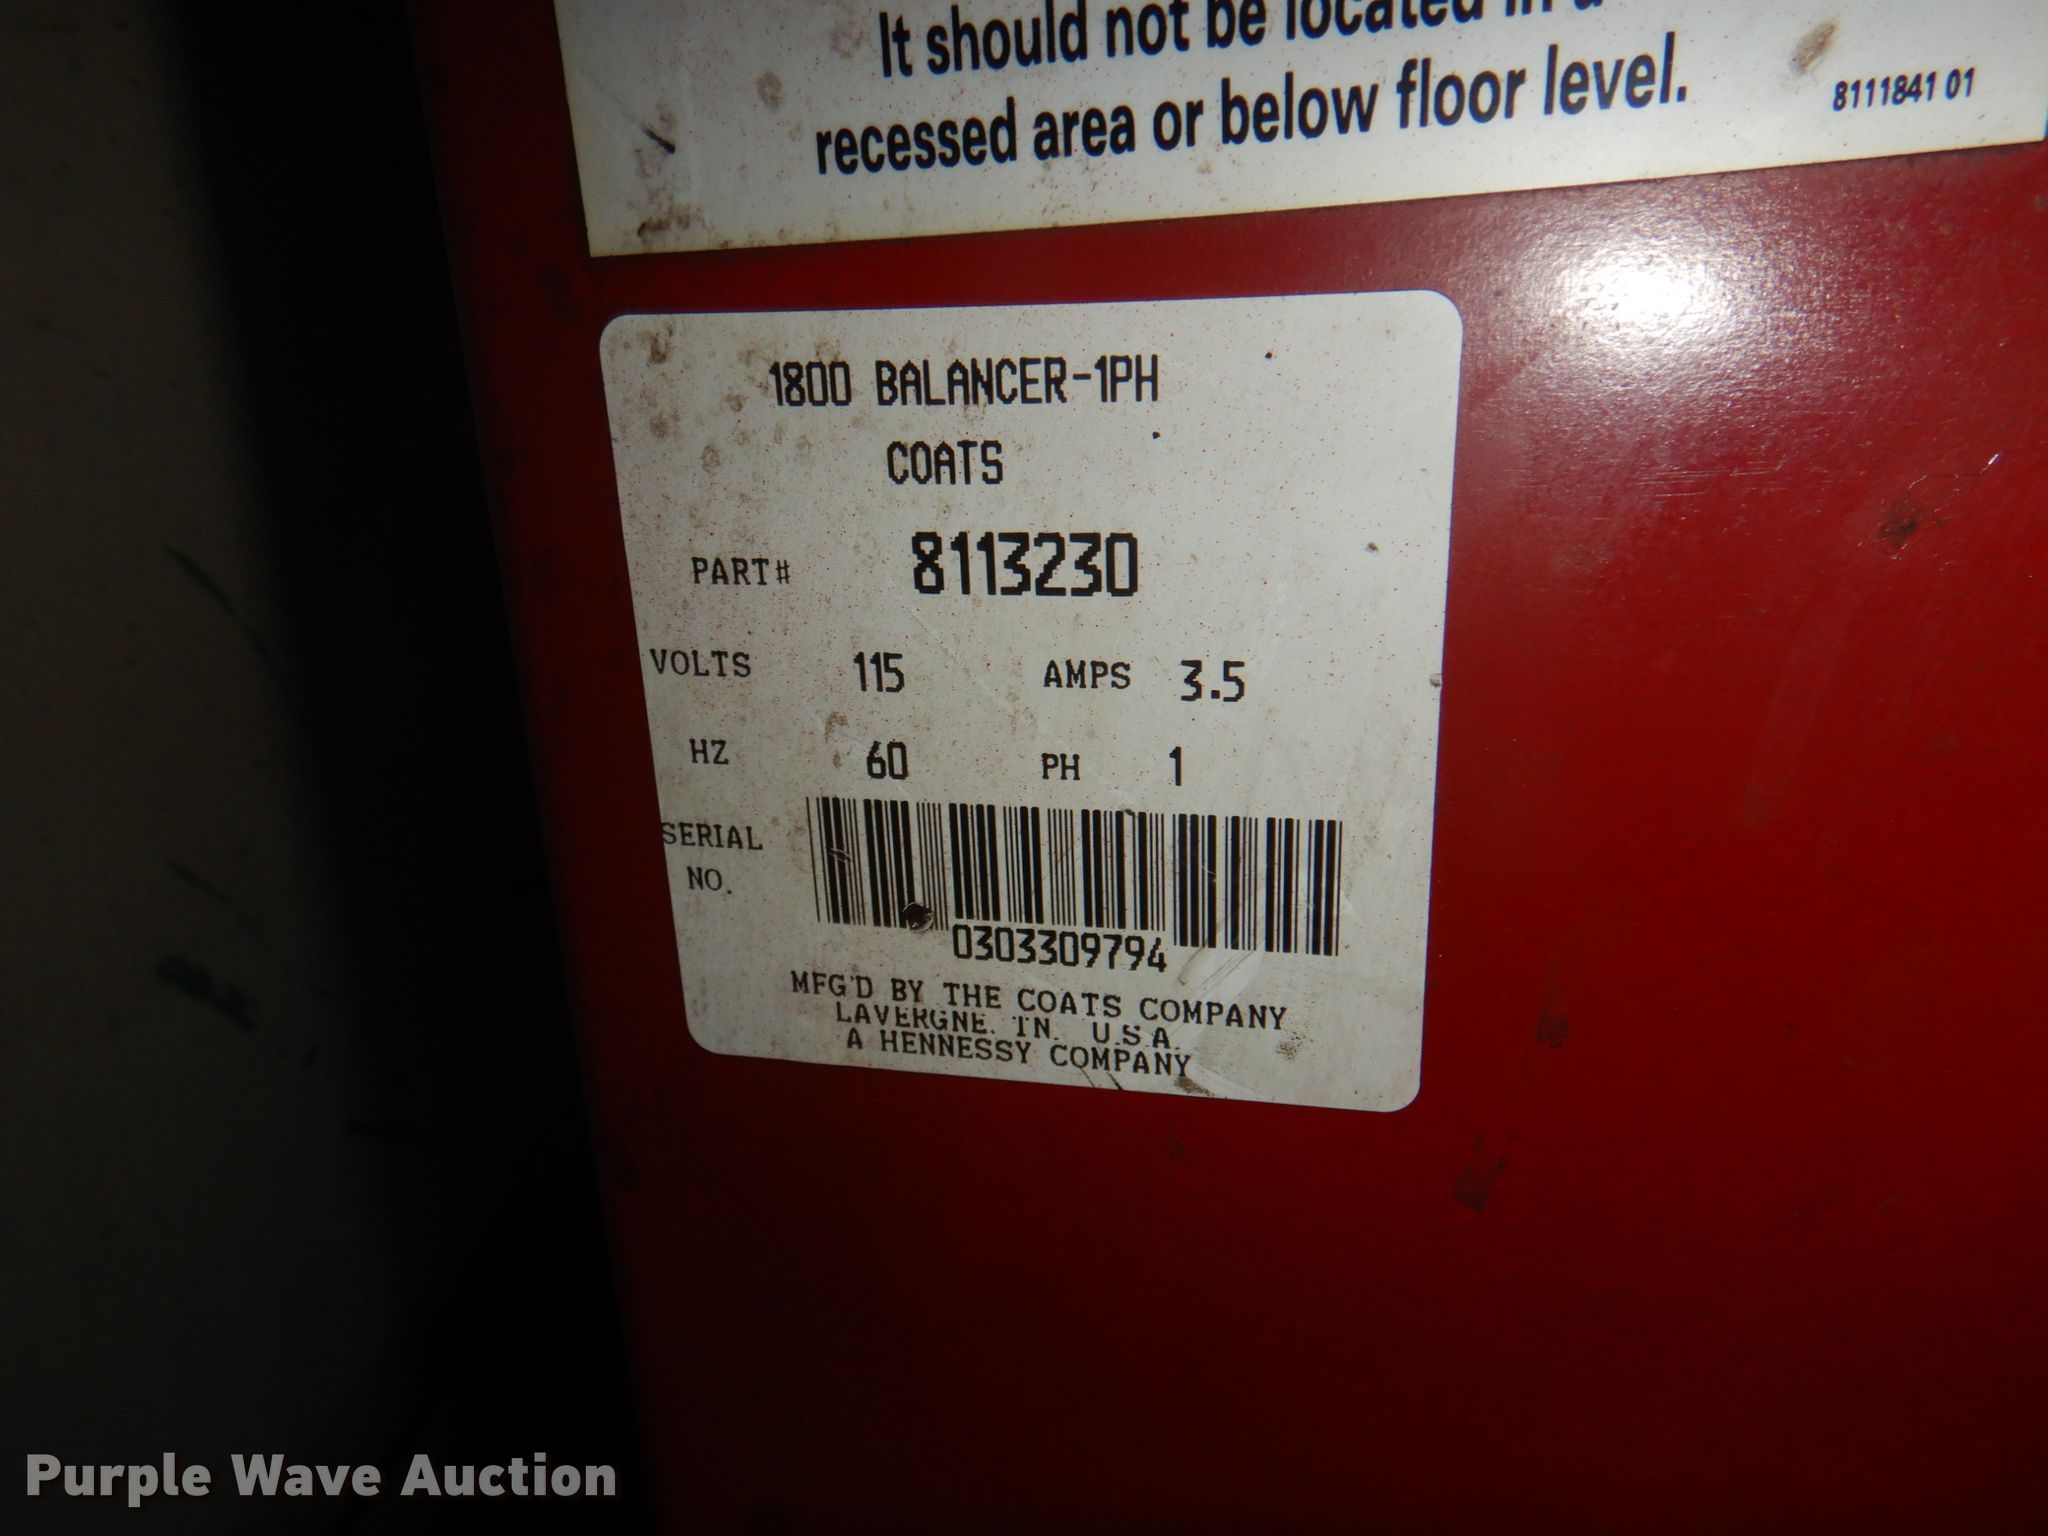 It should not be located in a
recessed area or below floor level.
8111841 01
1800 BALANCER-1PH
COATS
PART# 8113230
VOLTS 115 AMPS 3.5
HZ 60 PH 1
SERIAL
NO.
0303309794
MFG'D BY THE COATS COMPANY
LAVERGNE. TN. U.S.A.
A HENNESSY COMPANY
Purple Wave Auction